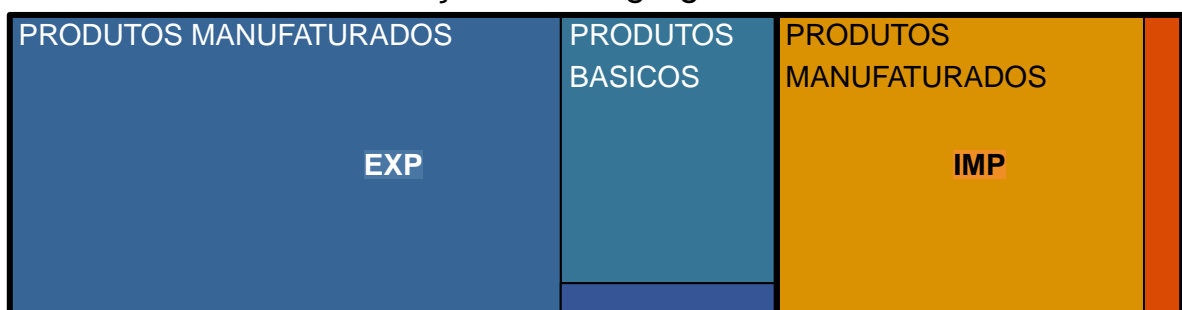 PRODUTOS MANUFATURADOS
EXP
PRODUTOS
BASICOS
PRODUTOS
MANUFATURADOS
IMP